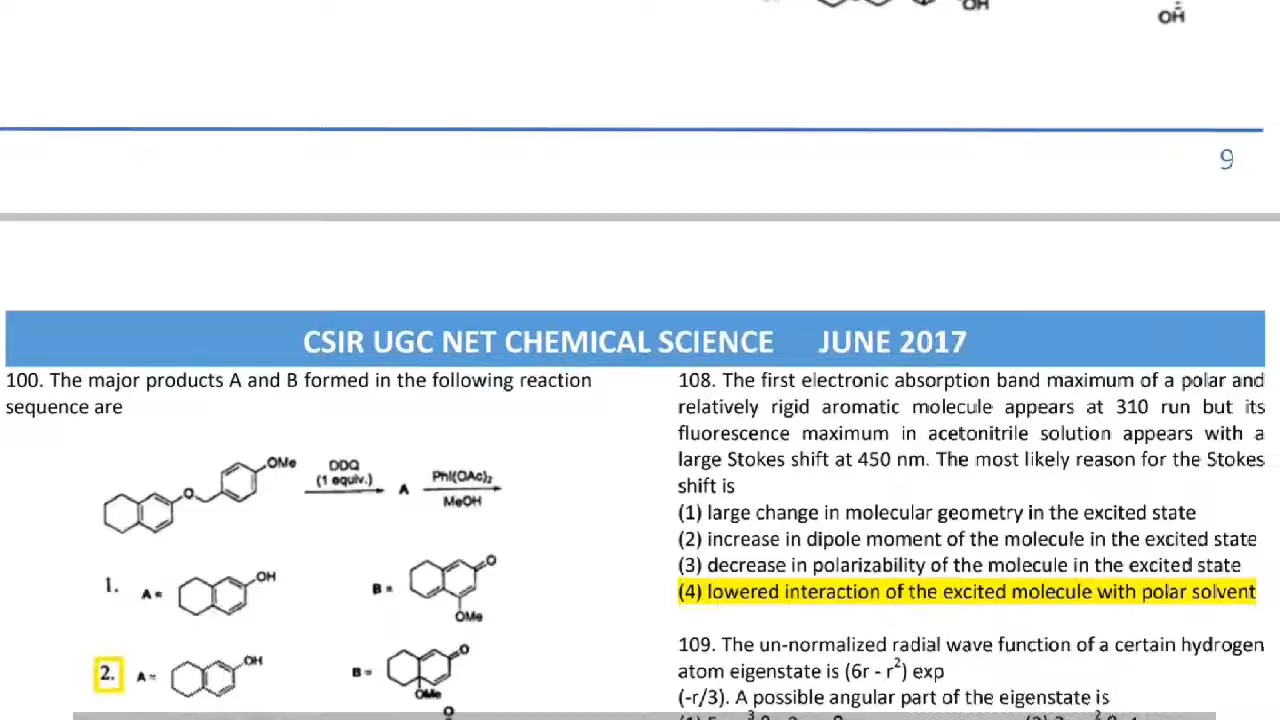 OH
OH
9
CSIR UGC NET CHEMICAL SCIENCE JUNE 2017
100. The major products A and B formed in the following reaction
sequence are
OMe
O
DDQ
(1 equiv.)
A
PhI(OAc)₂
MeOH
1.
A=
OH
B=
O
OMe
2.
A=
OH
B=
O
OMe
O
108. The first electronic absorption band maximum of a polar and
relatively rigid aromatic molecule appears at 310 run but its
fluorescence maximum in acetonitrile solution appears with a
large Stokes shift at 450 nm. The most likely reason for the Stokes
shift is
(1) large change in molecular geometry in the excited state
(2) increase in dipole moment of the molecule in the excited state
(3) decrease in polarizability of the molecule in the excited state
(4) lowered interaction of the excited molecule with polar solvent
109. The un-normalized radial wave function of a certain hydrogen
atom eigenstate is (6r - r²) exp
(-r/3). A possible angular part of the eigenstate is